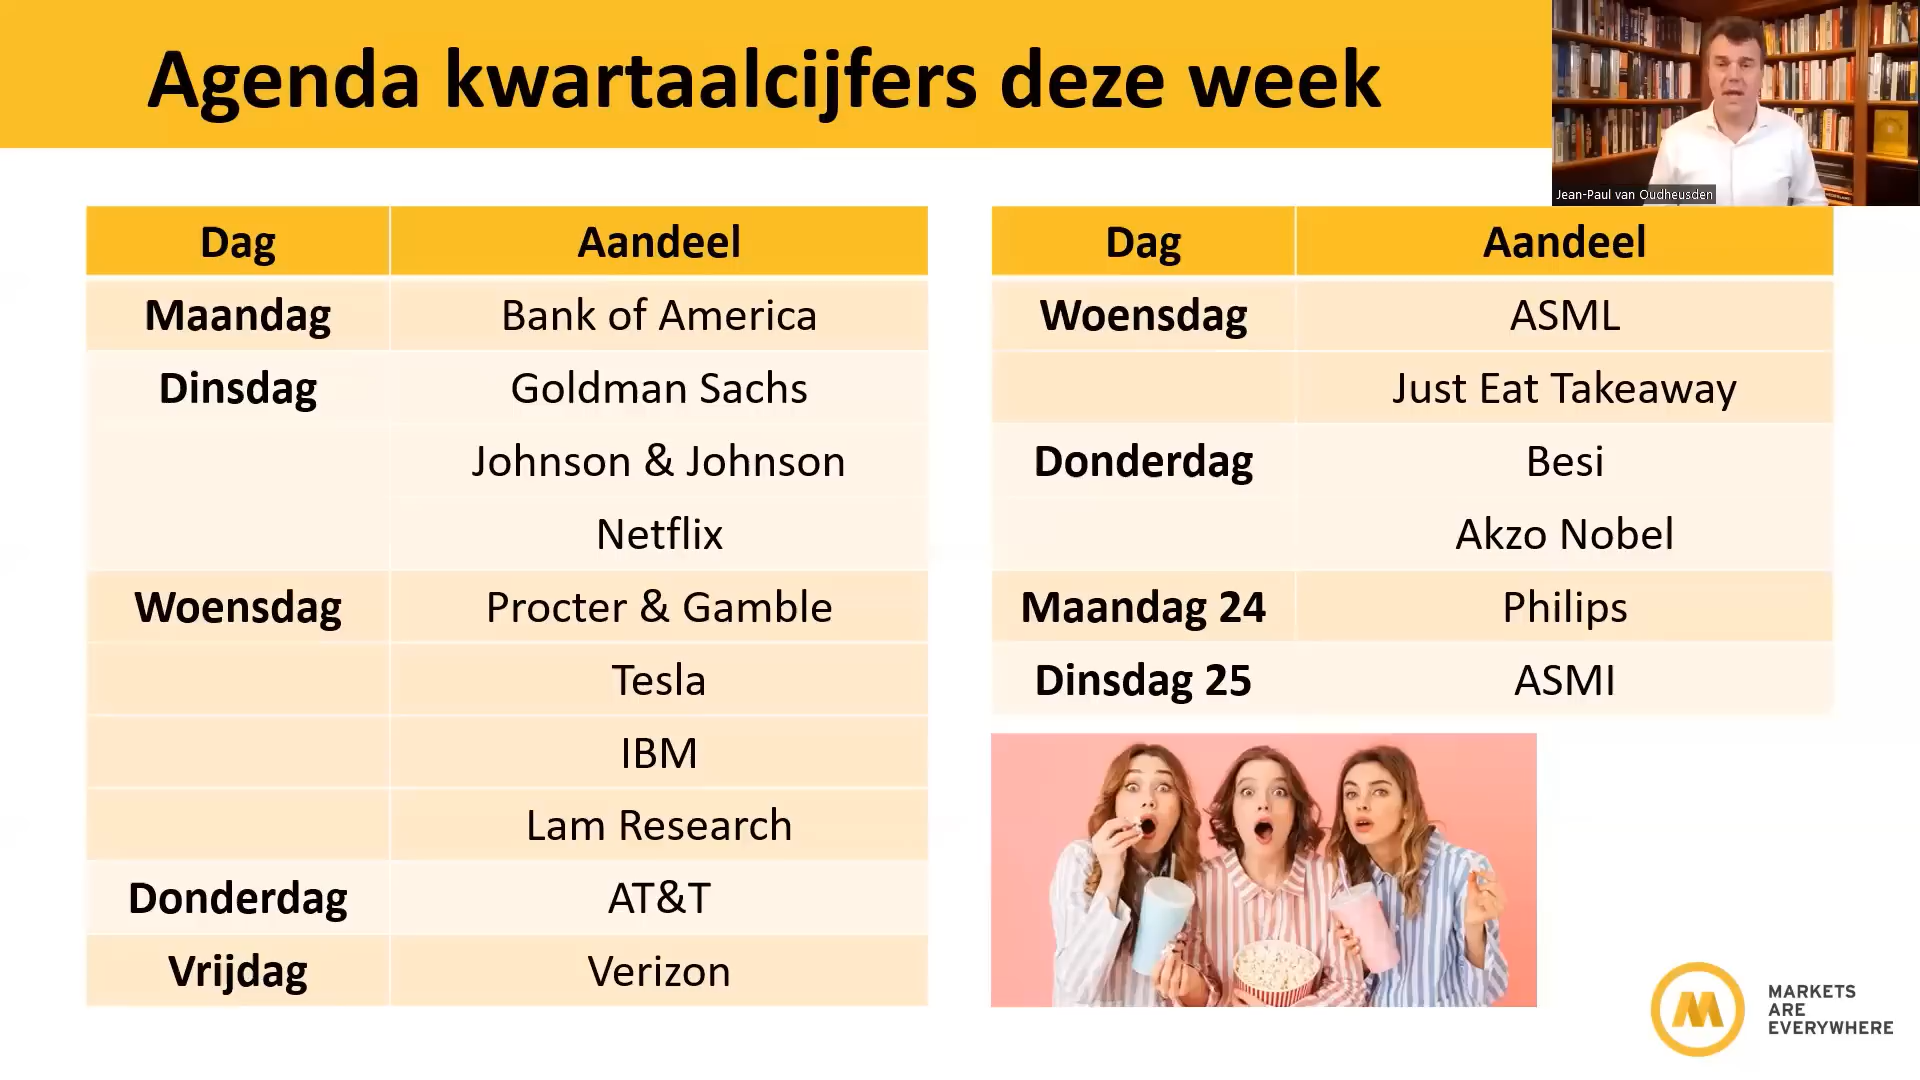 Agenda kwartaalcijfers deze week
Jean-Paul van Oudheusden
Dag Aandeel
Maandag Bank of America
Dinsdag Goldman Sachs
Johnson & Johnson
Netflix
Woensdag Procter & Gamble
Tesla
IBM
Lam Research
Donderdag AT&T
Vrijdag Verizon
Dag Aandeel
Woensdag ASML
Just Eat Takeaway
Donderdag Besi
Akzo Nobel
Maandag 24 Philips
Dinsdag 25 ASMI
MARKETS
ARE
EVERYWHERE